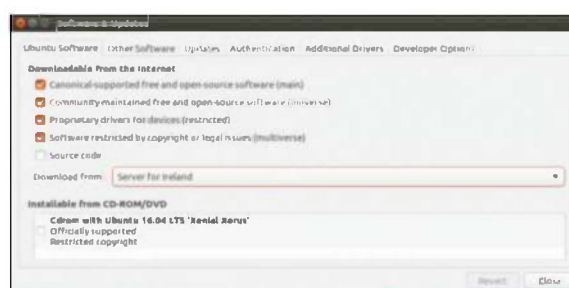 Software & Updates
Ubuntu Software Other Software Updates Authentication Additional Drivers Developer Options
Downloadable from the Internet
Canonical-supported free and open-source software (main)
Community-maintained free and open-source software (universe)
Proprietary drivers for devices (restricted)
Software restricted by copyright or legal issues (multiverse)
Source code
Download from: Server for Ireland
Installable from CD-ROM/DVD
Cdrom with Ubuntu 16.04 LTS 'Xenial Xerus'
Officially supported
Restricted copyright
Revert Close